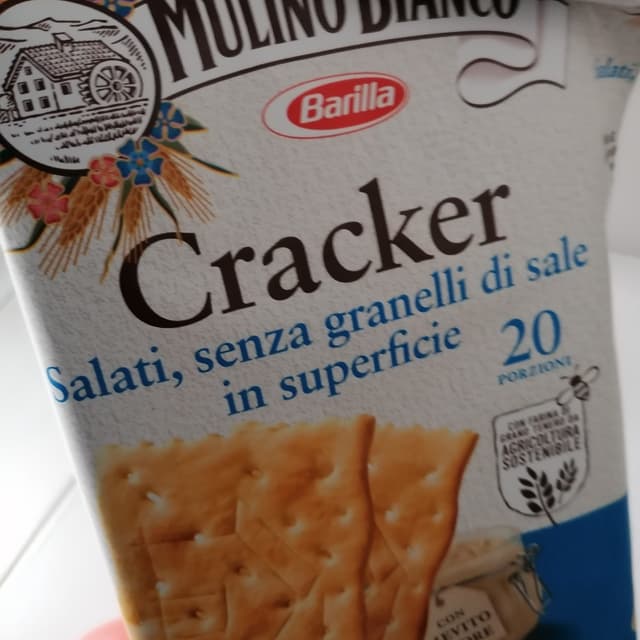 MULINO BIANCO
Barilla
Cracker
Salati, senza granelli di sale
in superficie
20
PORZIONI
CON FARINA DI
GRANO TENERO DA
AGRICOLTURA
SOSTENIBILE
CON